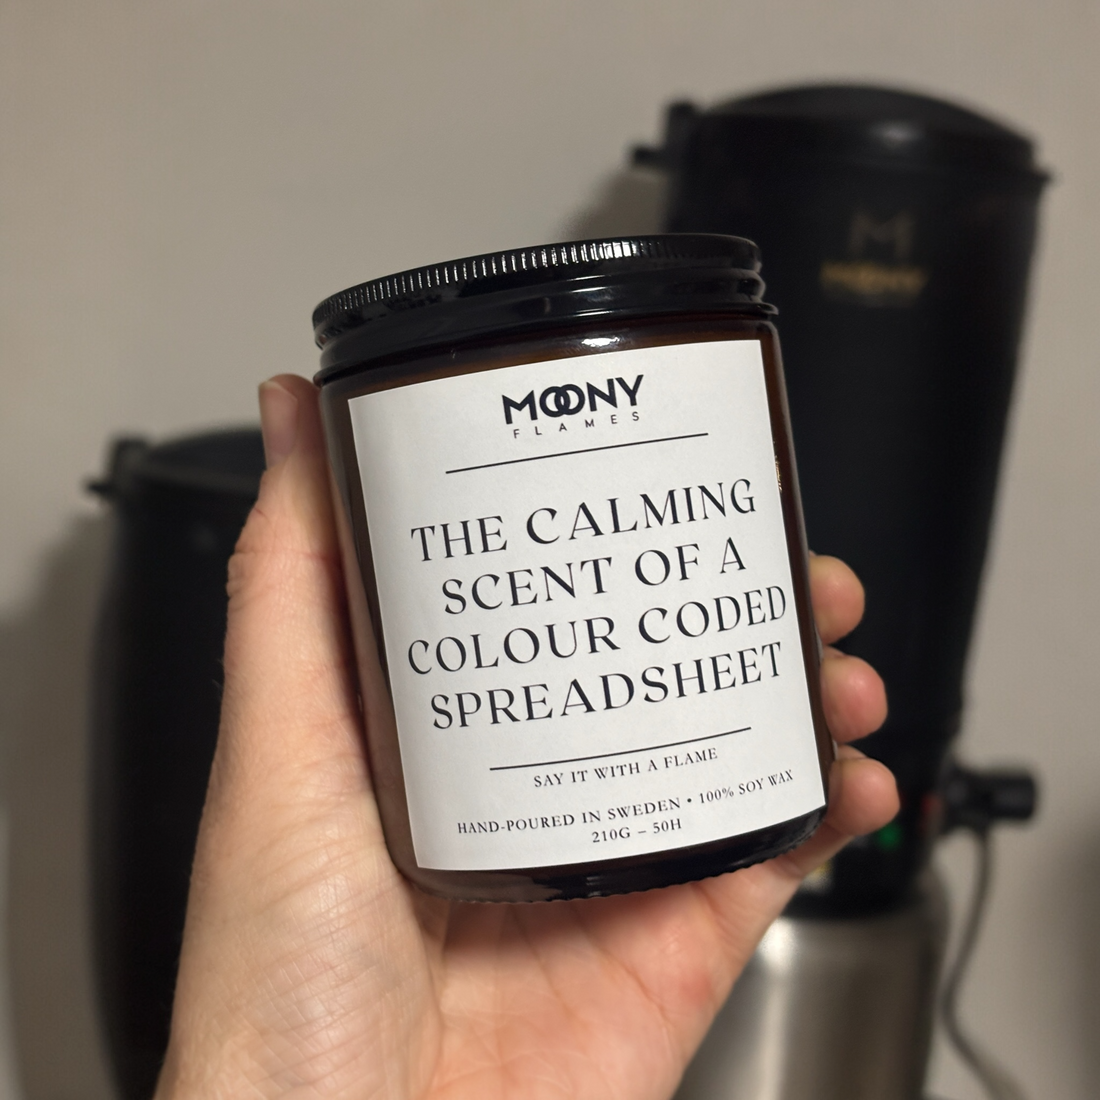 MOONY
FLAMES
THE CALMING
SCENT OF A
COLOUR CODED
SPREADSHEET
SAY IT WITH A FLAME
HAND-POURED IN SWEDEN • 100% SOY WAX
210G – 50H
M
MOONY